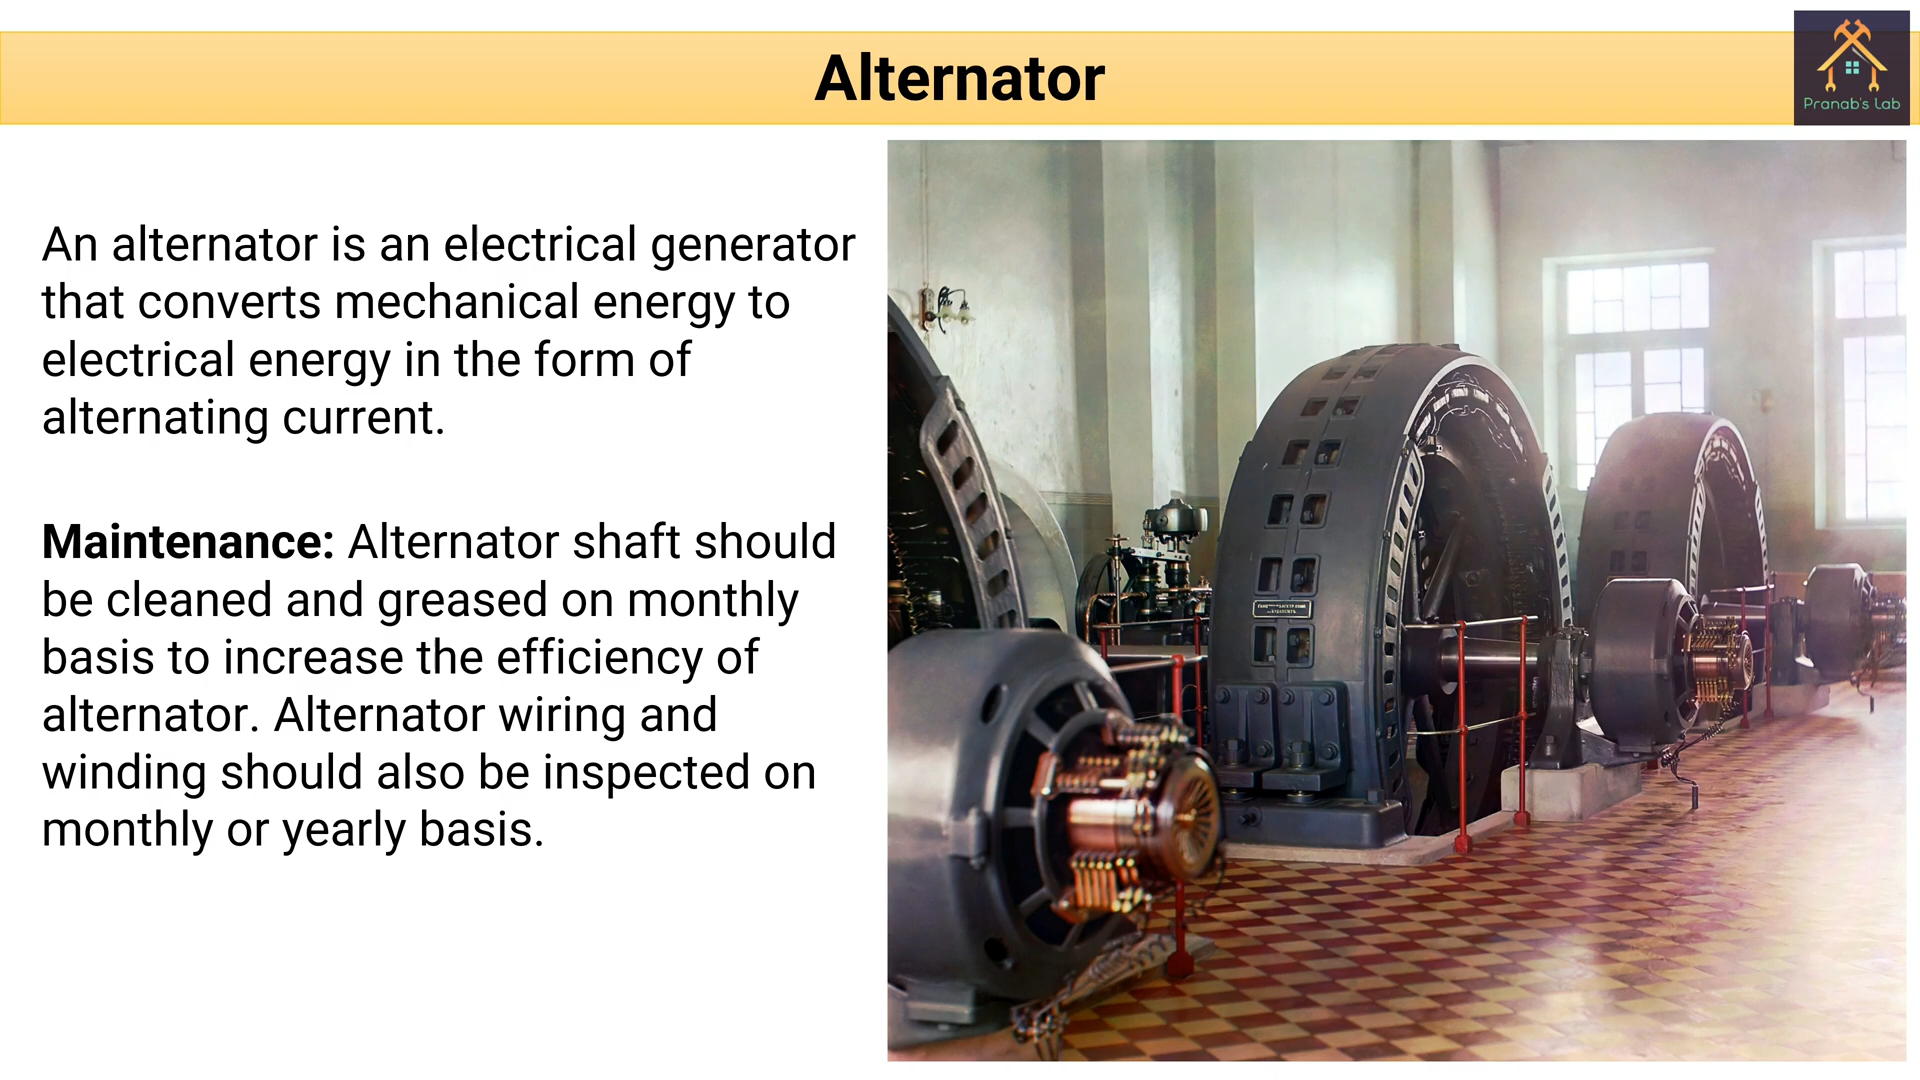 Alternator
Pranab's Lab
An alternator is an electrical generator
that converts mechanical energy to
electrical energy in the form of
alternating current.
Maintenance: Alternator shaft should
be cleaned and greased on monthly
basis to increase the efficiency of
alternator. Alternator wiring and
winding should also be inspected on
monthly or yearly basis.